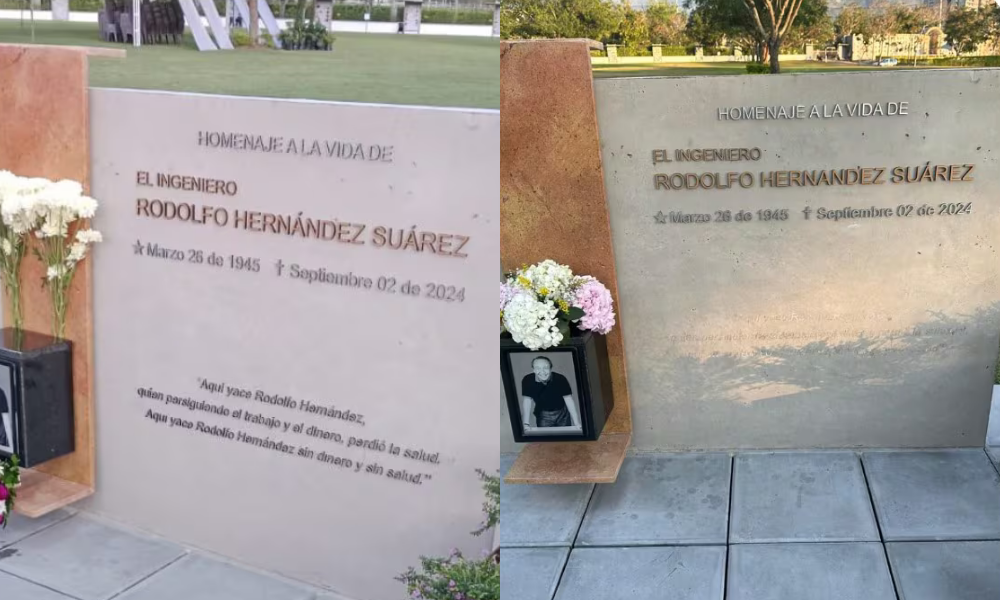 HOMENAJE A LA VIDA DE
EL INGENIERO
RODOLFO HERNÁNDEZ SUÁREZ
☆ Marzo 26 de 1945 † Septiembre 02 de 2024
"Aquí yace Rodolfo Hernández,
quien persiguiendo el trabajo y el dinero, perdió la salud.
Aquí yace Rodolfo Hernández sin dinero y sin salud."
HOMENAJE A LA VIDA DE
EL INGENIERO
RODOLFO HERNÁNDEZ SUÁREZ
☆ Marzo 26 de 1945 † Septiembre 02 de 2024